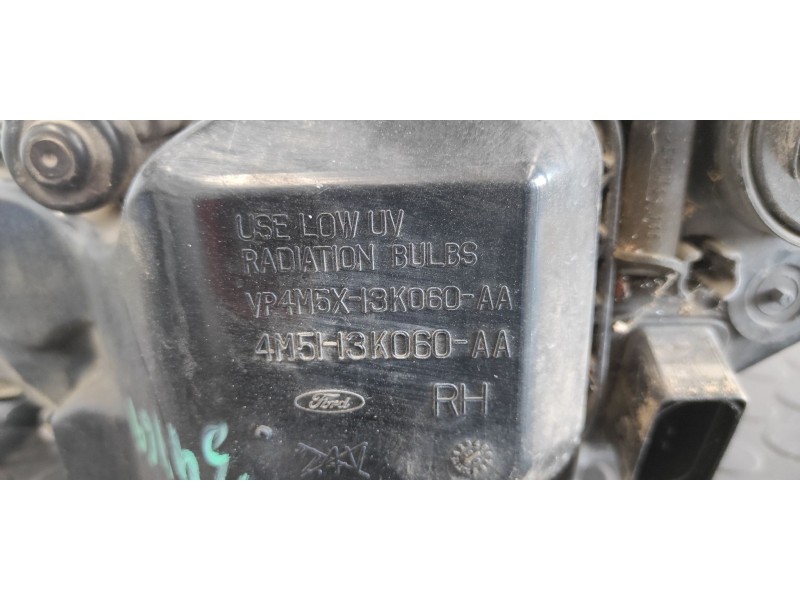 USE LOW UV
RADIATION BULBS
VP4M5X-13K060-AA
4M51-13K060-AA
Ford
RH